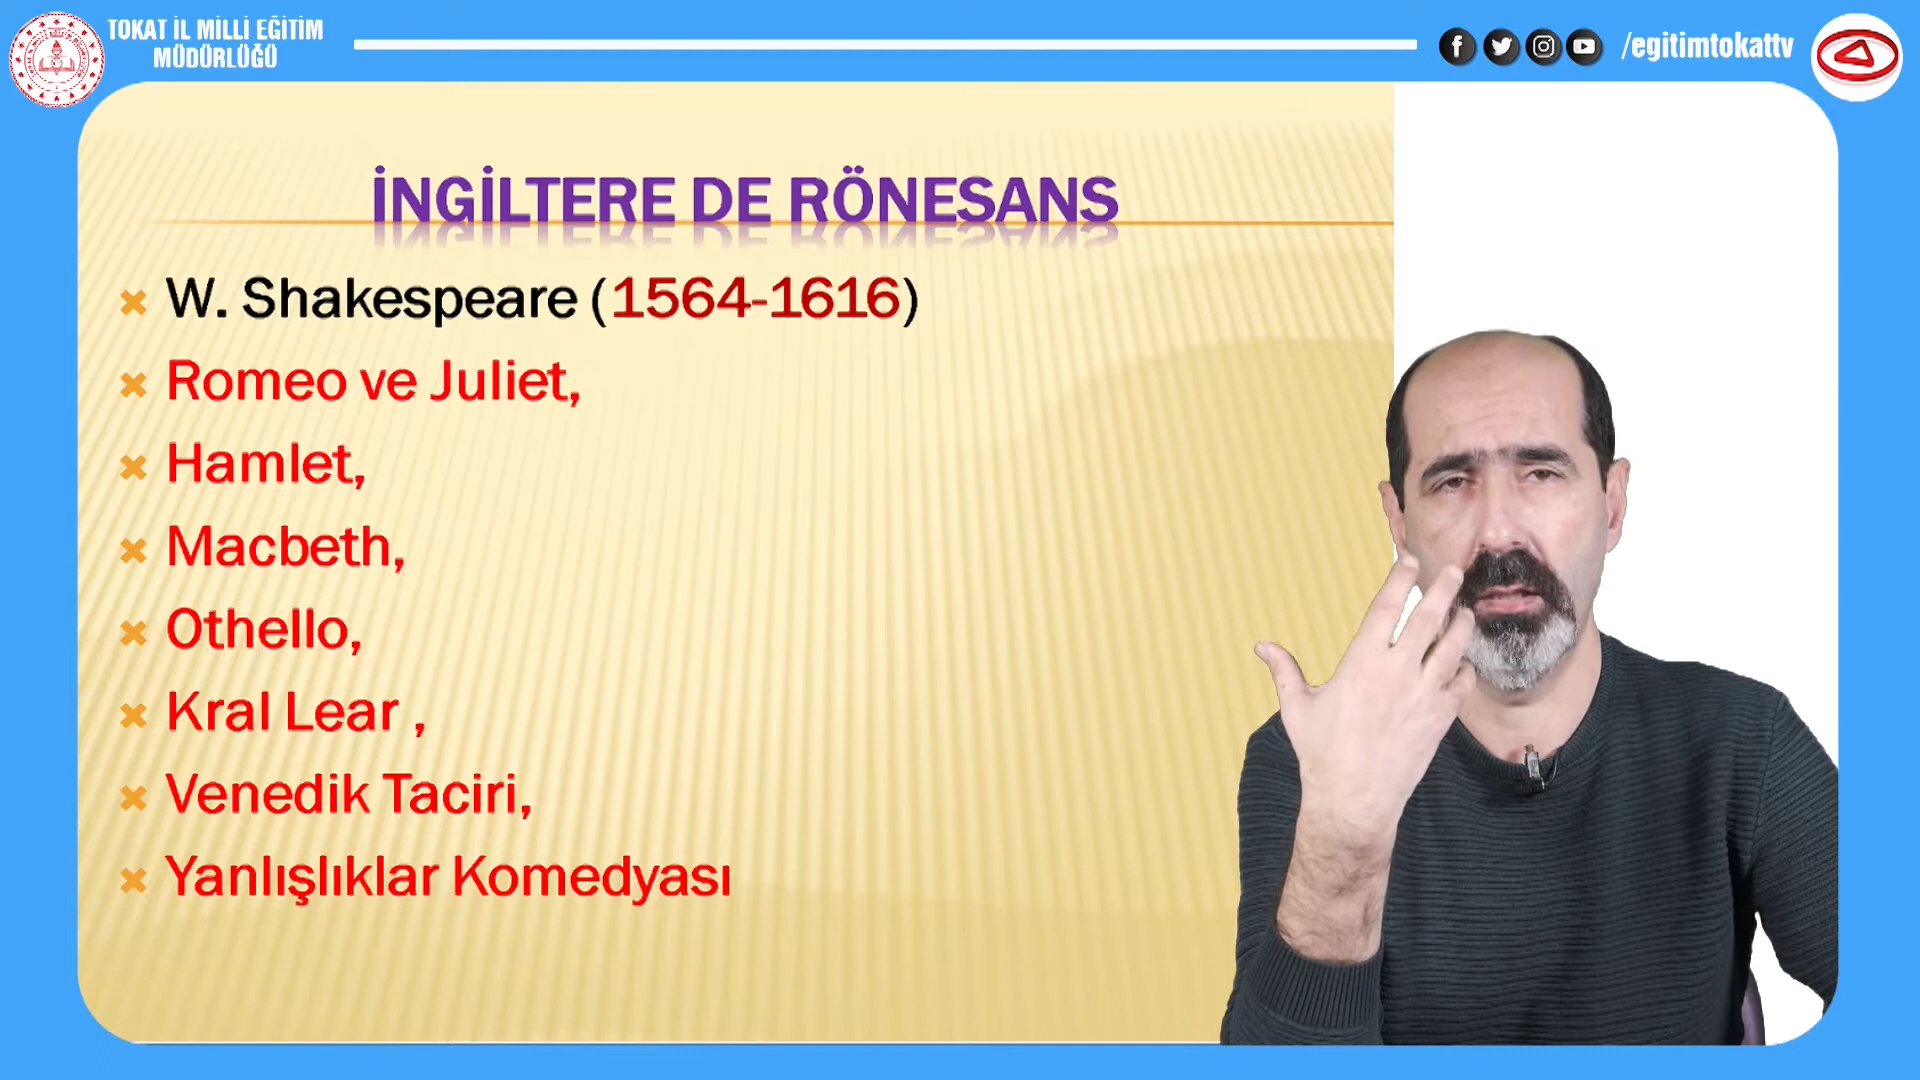 TOKAT İL MİLLİ EĞİTİM
MÜDÜRLÜĞÜ
/egitimtokattv
İNGİLTERE DE RÖNESANS
W. Shakespeare (1564-1616)
Romeo ve Juliet,
Hamlet,
Macbeth,
Othello,
Kral Lear ,
Venedik Taciri,
Yanlışlıklar Komedyası